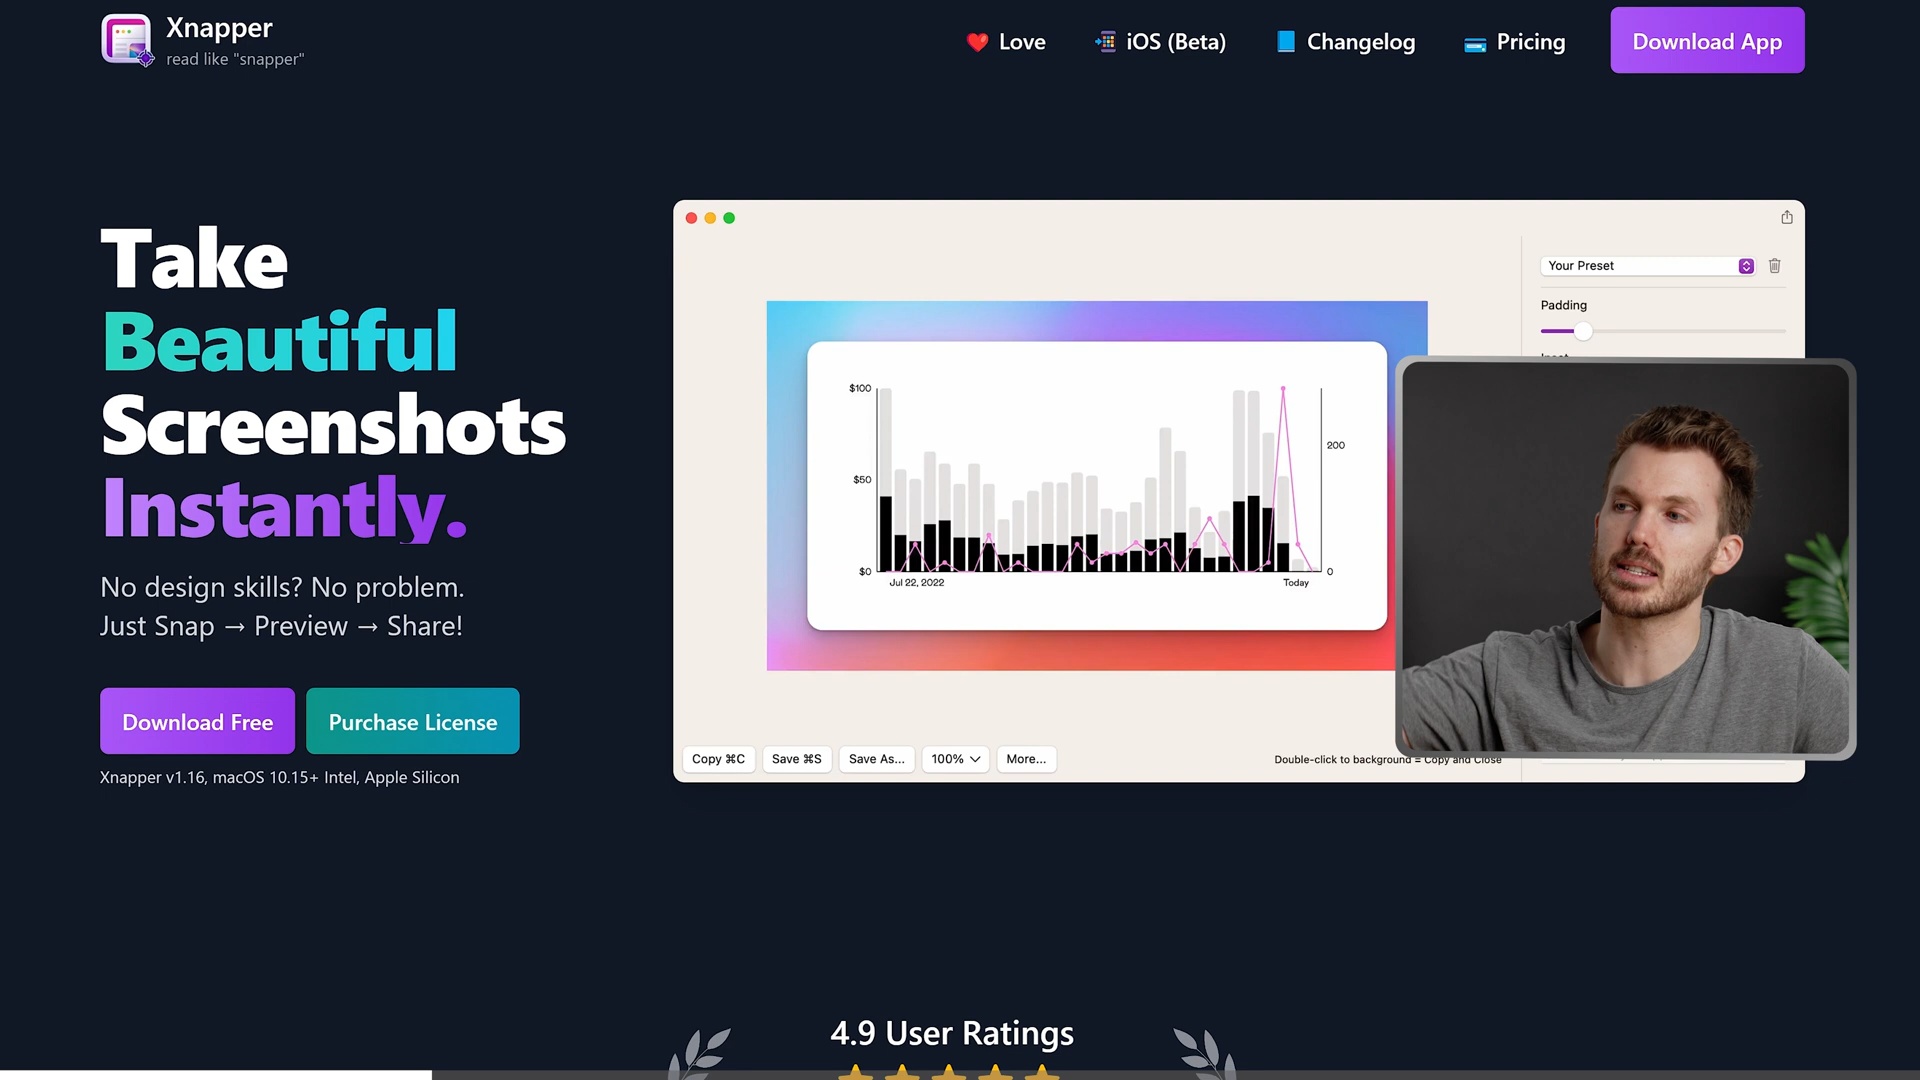 Xnapper
read like "snapper"
Love
iOS (Beta)
Changelog
Pricing
Download App
Take
Beautiful
Screenshots
Instantly.
No design skills? No problem.
Just Snap → Preview → Share!
Download Free
Purchase License
Xnapper v1.16, macOS 10.15+ Intel, Apple Silicon
Your Preset
Padding
$100
$50
$0
200
0
Jul 22, 2022
Today
Copy ⌘C
Save ⌘S
Save As...
100%
More...
Double-click to background = Copy and Close
4.9 User Ratings